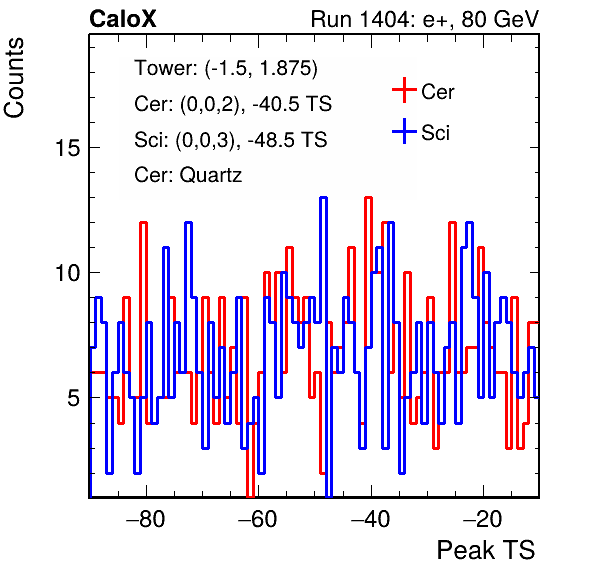 CaloX Run 1404: e+, 80 GeV
Counts
Tower: (-1.5, 1.875)
Cer: (0,0,2), -40.5 TS
Sci: (0,0,3), -48.5 TS
Cer: Quartz
Cer
Sci
15
10
5
−80 −60 −40 −20
Peak TS